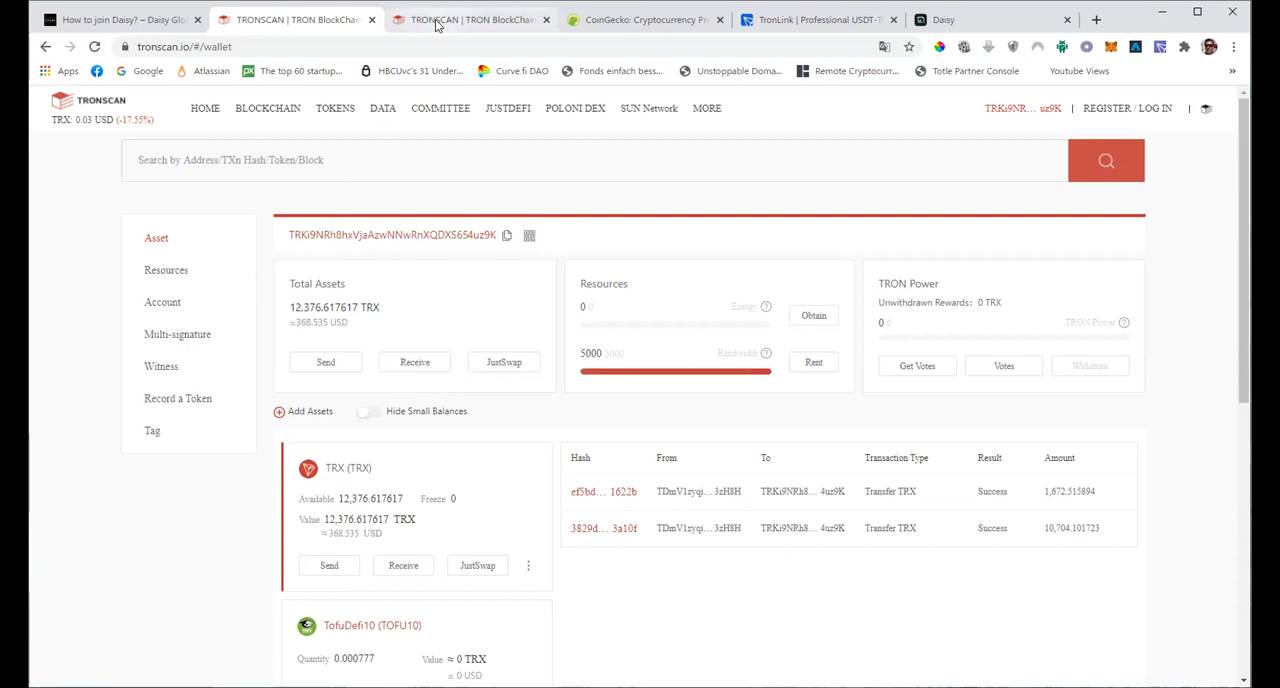 How to join Daisy? – Daisy Glo
TRONSCAN | TRON BlockChain
TRONSCAN | TRON BlockChain
CoinGecko: Cryptocurrency Pri
TronLink | Professional USDT-T
Daisy
tronscan.io/#/wallet
Apps
Google
Atlassian
The top 60 startup...
HBCUvc's 31 Under...
Curve.fi DAO
Fonds einfach bess...
Unstoppable Doma...
Remote Cryptocurr...
Totle Partner Console
Youtube Views
»
TRONSCAN
TRX: 0.03 USD (-17.55%)
HOME
BLOCKCHAIN
TOKENS
DATA
COMMITTEE
JUSTDEFI
POLONI DEX
SUN Network
MORE
TRKi9NR... uz9K | REGISTER / LOG IN |
Search by Address/TXn Hash/Token/Block
Asset
Resources
Account
Multi-signature
Witness
Record a Token
Tag
TRKi9NRh8hxVjaAzwNNwRnXQDXS654uz9K
Total Assets
12,376.617617 TRX
≈368.535 USD
Send
Receive
JustSwap
Resources
0/0
Energy
Obtain
5000/5000
Bandwidth
Rent
TRON Power
Unwithdrawn Rewards: 0 TRX
0/0
TRON Power
Get Votes
Votes
Withdraw
Add Assets
Hide Small Balances
TRX (TRX)
Available 12,376.617617 Freeze 0
Value 12,376.617617 TRX
≈ 368.535 USD
Send
Receive
JustSwap
TofuDefi10 (TOFU10)
Quantity 0.000777 Value ≈ 0 TRX
≈ 0 USD
Hash From To Transaction Type Result Amount
ef5bd... 1622b TDmV1zyqi... 3zH8H TRKi9NRh8... 4uz9K Transfer TRX Success 1,672.515894
3829d... 3a10f TDmV1zyqi... 3zH8H TRKi9NRh8... 4uz9K Transfer TRX Success 10,704.101723